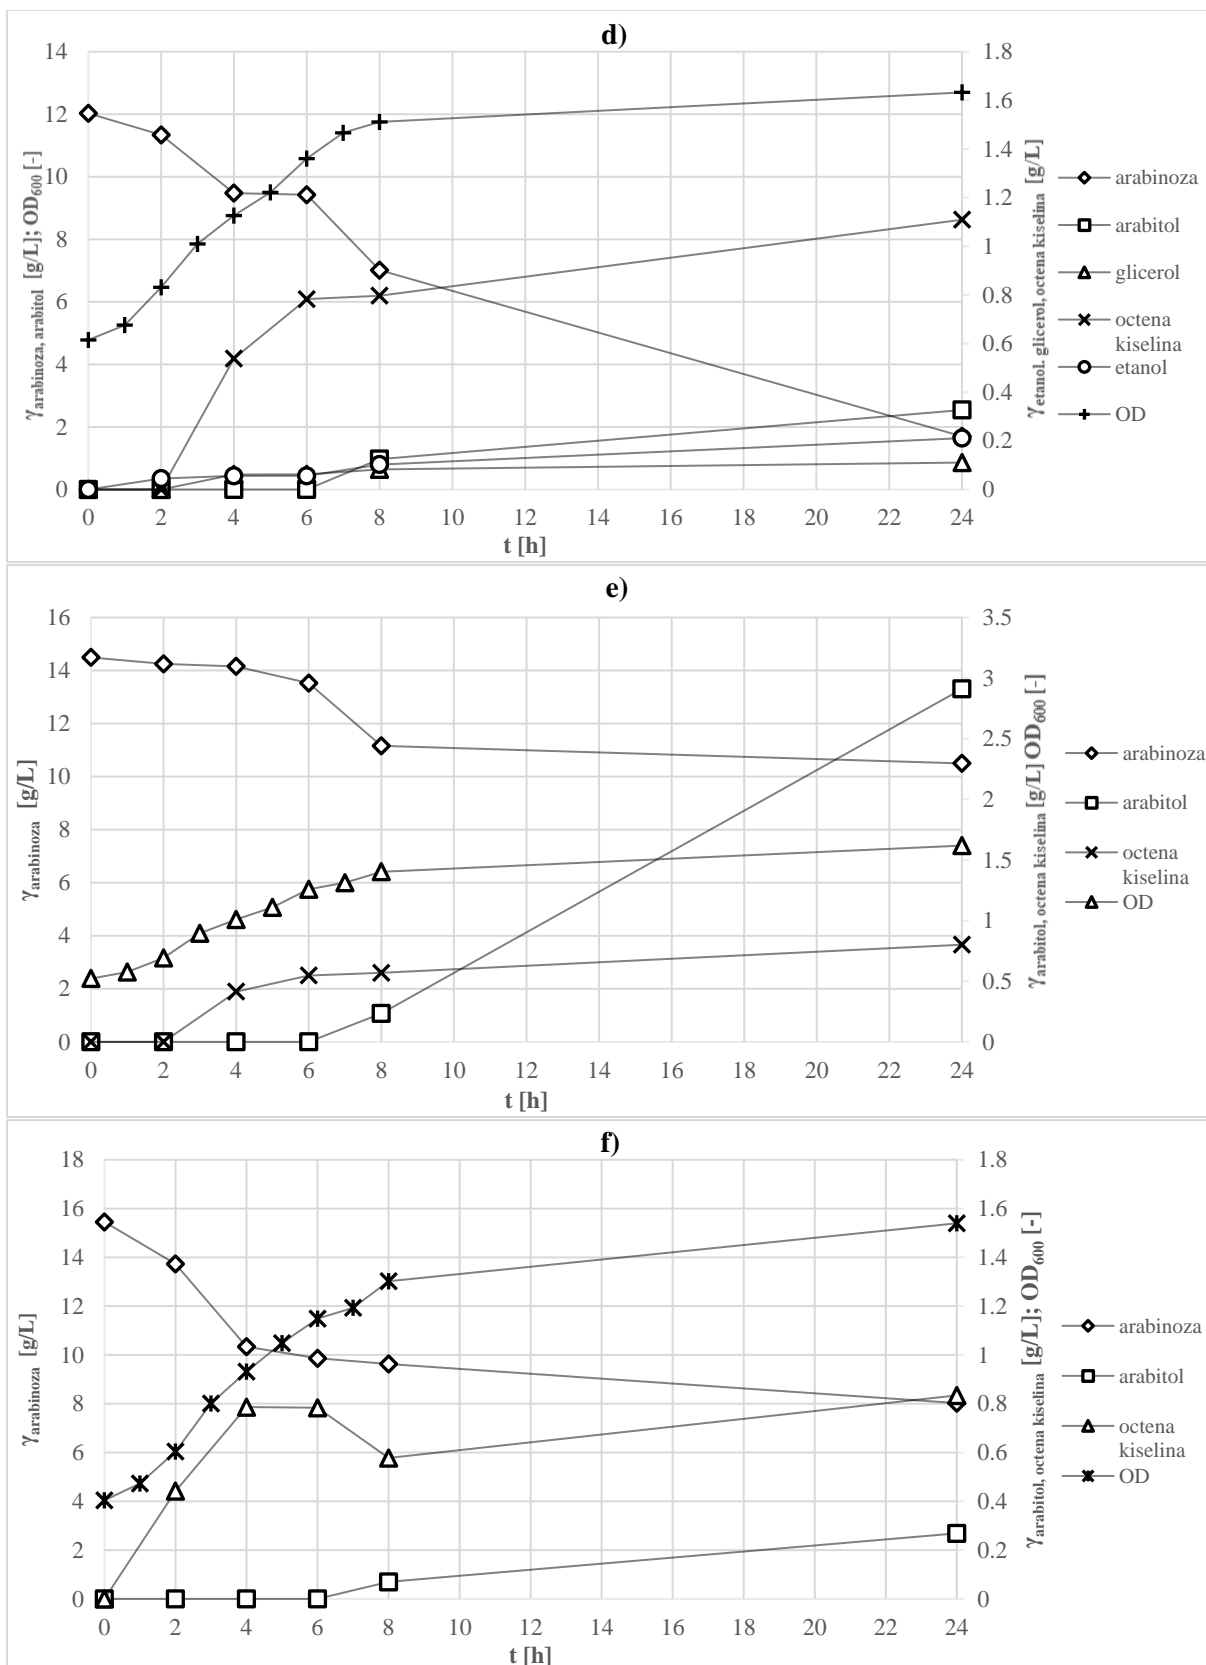 d)
14
12
10
8
6
4
2
0
1.8
1.6
1.4
1.2
1
0.8
0.6
0.4
0.2
0
0 2 4 6 8 10 12 14 16 18 20 22 24
t [h]
γarabinoza, arabitol [g/L]; OD600 [-]
γetanol. glicerol, octena kiselina [g/L]
arabinoza
arabitol
glicerol
octena
kiselina
etanol
OD
e)
16
14
12
10
8
6
4
2
0
3.5
3
2.5
2
1.5
1
0.5
0
0 2 4 6 8 10 12 14 16 18 20 22 24
t [h]
γarabinoza [g/L]
γarabitol, octena kiselina [g/L] OD600 [-]
arabinoza
arabitol
octena
kiselina
OD
f)
18
16
14
12
10
8
6
4
2
0
1.8
1.6
1.4
1.2
1
0.8
0.6
0.4
0.2
0
0 2 4 6 8 10 12 14 16 18 20 22 24
t [h]
γarabinoza [g/L]
γarabitol, octena kiselina [g/L]; OD600 [-]
arabinoza
arabitol
octena
kiselina
OD